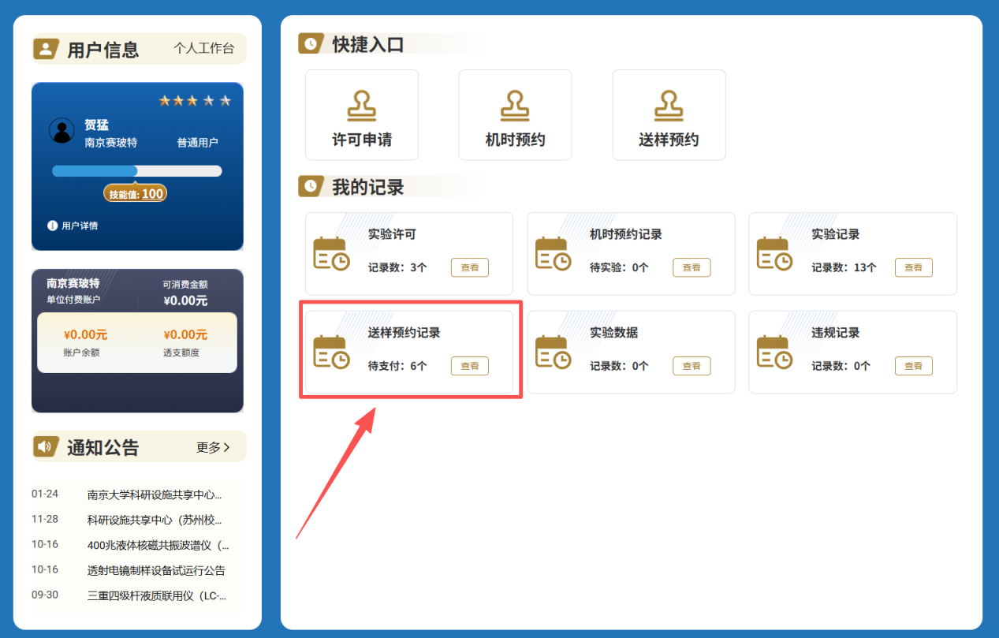 用户信息
个人工作台
贺猛
南京赛玻特
普通用户
技能值: 100
用户详情
南京赛玻特
可消费金额
单位付费账户
¥0.00元
¥0.00元
¥0.00元
账户余额
透支额度
通知公告
更多
01-24
南京大学科研设施共享中心...
11-28
科研设施共享中心（苏州校...
10-16
400兆液体核磁共振波谱仪（...
10-16
透射电镜制样设备试运行公告
09-30
三重四级杆液质联用仪（LC-...
快捷入口
许可申请
机时预约
送样预约
我的记录
实验许可
记录数：3个
查看
机时预约记录
待实验：0个
查看
实验记录
记录数：13个
查看
送样预约记录
待支付：6个
查看
实验数据
记录数：0个
查看
违规记录
记录数：0个
查看